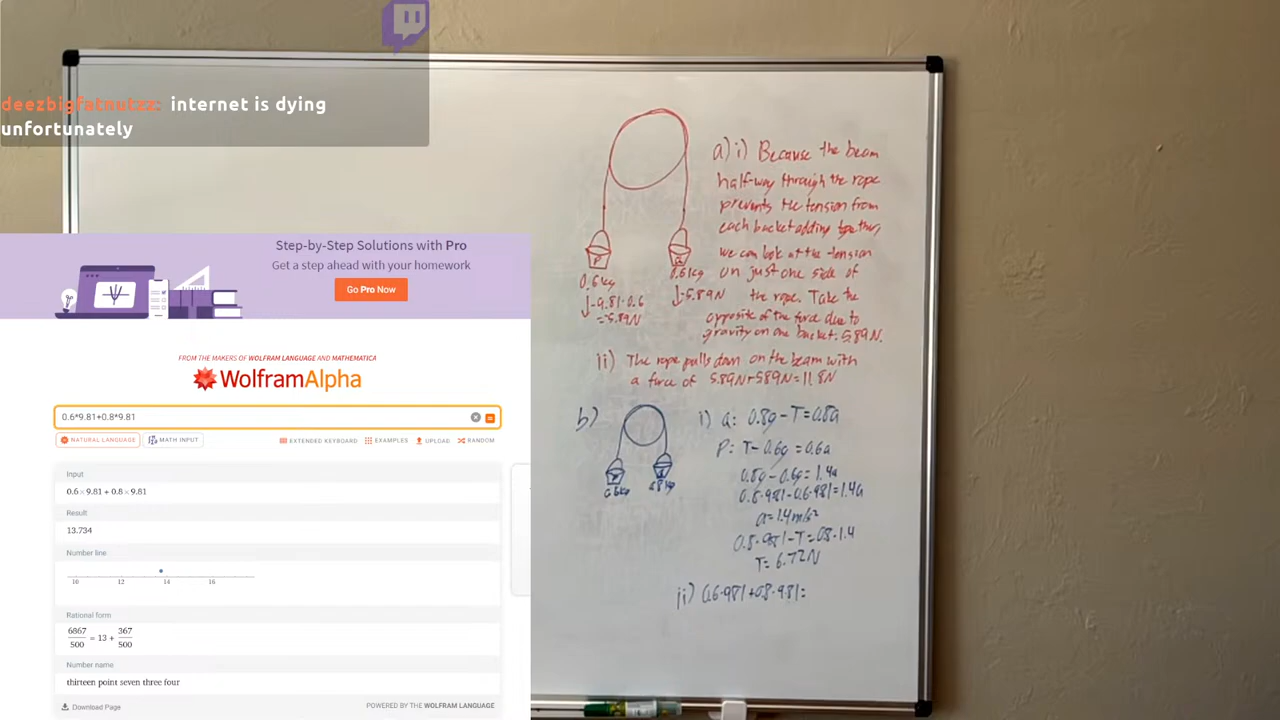 deezbigfatnutzz: internet is dying
unfortunately
Step-by-Step Solutions with Pro
Get a step ahead with your homework
Go Pro Now
FROM THE MAKERS OF WOLFRAM LANGUAGE AND MATHEMATICA
WolframAlpha
0.6*9.81+0.8*9.81
NATURAL LANGUAGE
MATH INPUT
EXTENDED KEYBOARD
EXAMPLES
UPLOAD
RANDOM
Input
0.6 × 9.81 + 0.8 × 9.81
Result
13.734
Number line
10 12 14 16
Rational form
6867/500 = 13 + 367/500
Number name
thirteen point seven three four
Download Page
POWERED BY THE WOLFRAM LANGUAGE
P
Q
0.6kg
0.6kg
↓-9.81·0.6
=-5.89N
↓-5.89N
a) i) Because the beam
half-way through the rope
prevents the tension from
each bucket adding together,
we can look at the tension
on just one side of
the rope. Take the
opposite of the force due to
gravity on one bucket: 5.89N.
ii) The rope pulls down on the beam with
a force of 5.89N+5.89N=11.8N
b)
P
0.6kg
.8kg
i) Q: 0.8g-T=0.8a
P: T-0.6g=0.6a
0.8g-0.6g=1.4a
0.8·9.81-0.6·9.81=1.4a
a=1.4m/s²
0.8·9.81-T=0.8·1.4
T=6.72N
ii) 0.6·9.81+0.8·9.81=